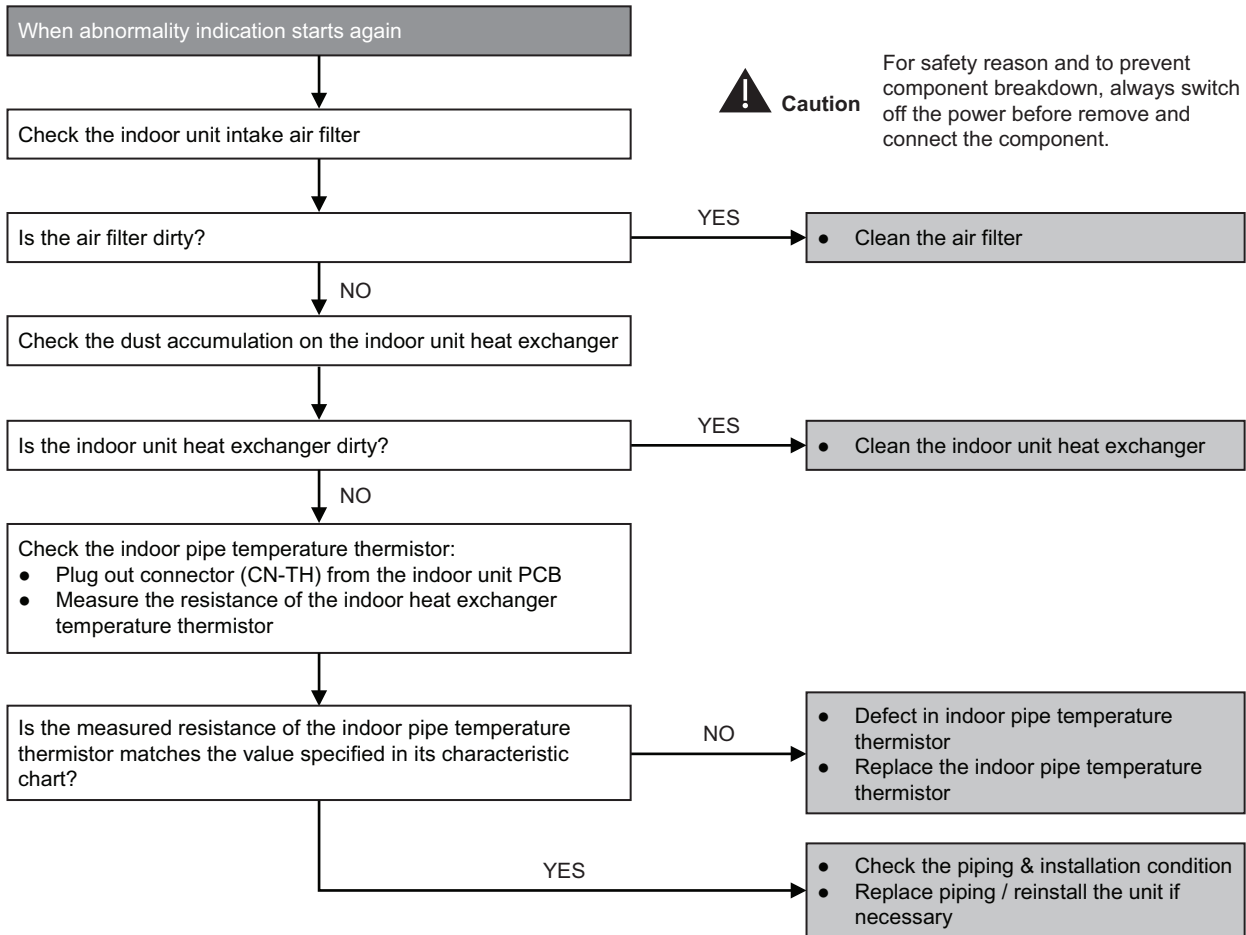 When abnormality indication starts again
Caution
For safety reason and to prevent
component breakdown, always switch
off the power before remove and
connect the component.
Check the indoor unit intake air filter
Is the air filter dirty?
YES
● Clean the air filter
NO
Check the dust accumulation on the indoor unit heat exchanger
Is the indoor unit heat exchanger dirty?
YES
● Clean the indoor unit heat exchanger
NO
Check the indoor pipe temperature thermistor:
● Plug out connector (CN-TH) from the indoor unit PCB
● Measure the resistance of the indoor heat exchanger
temperature thermistor
Is the measured resistance of the indoor pipe temperature
thermistor matches the value specified in its characteristic
chart?
NO
● Defect in indoor pipe temperature
thermistor
● Replace the indoor pipe temperature
thermistor
YES
● Check the piping & installation condition
● Replace piping / reinstall the unit if
necessary